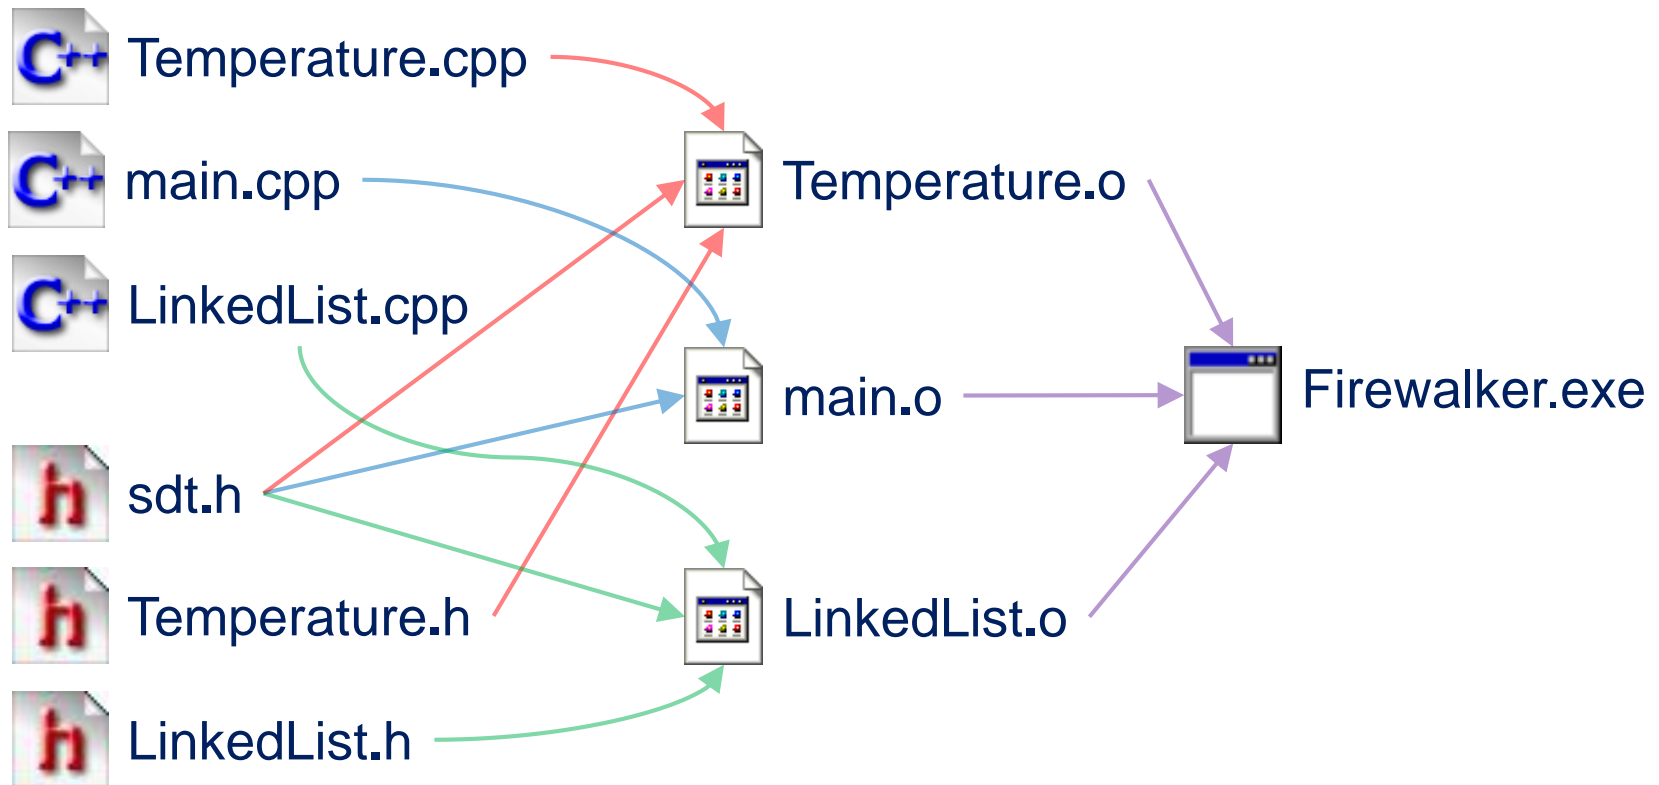 C++ Temperature.cpp
C++ main.cpp
C++ LinkedList.cpp
h sdt.h
h Temperature.h
h LinkedList.h
Temperature.o
main.o
LinkedList.o
Firewalker.exe